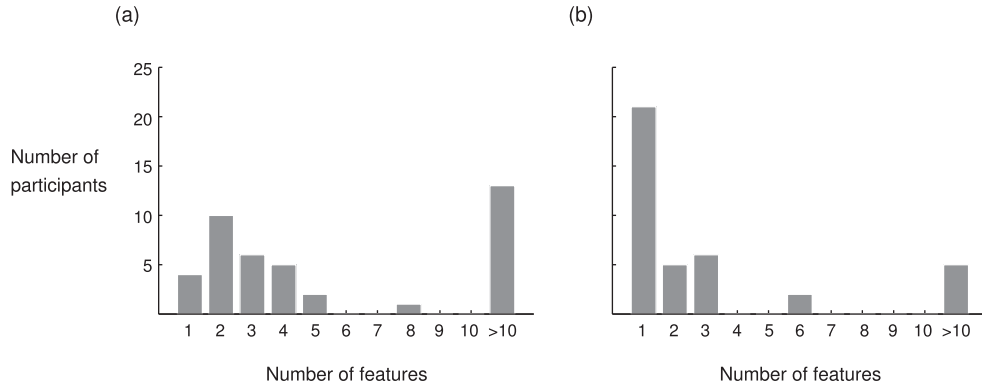 (a)
(b)
25
20
15
10
5
Number of
participants
1 2 3 4 5 6 7 8 9 10 >10
1 2 3 4 5 6 7 8 9 10 >10
Number of features
Number of features